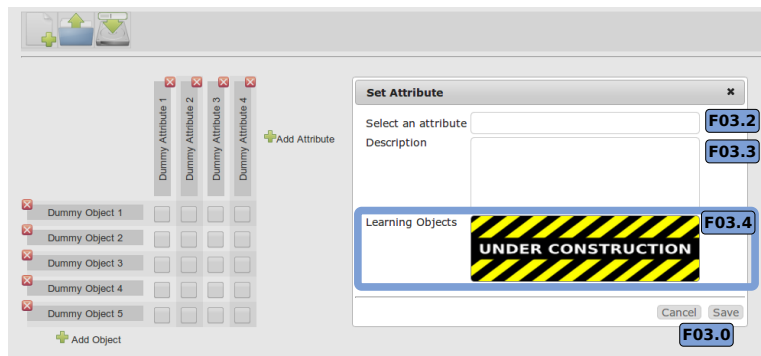 Dummy Attribute 1
Dummy Attribute 2
Dummy Attribute 3
Dummy Attribute 4
Add Attribute
Dummy Object 1
Dummy Object 2
Dummy Object 3
Dummy Object 4
Dummy Object 5
Add Object
Set Attribute
Select an attribute
F03.2
Description
F03.3
Learning Objects
F03.4
UNDER CONSTRUCTION
Cancel Save
F03.0